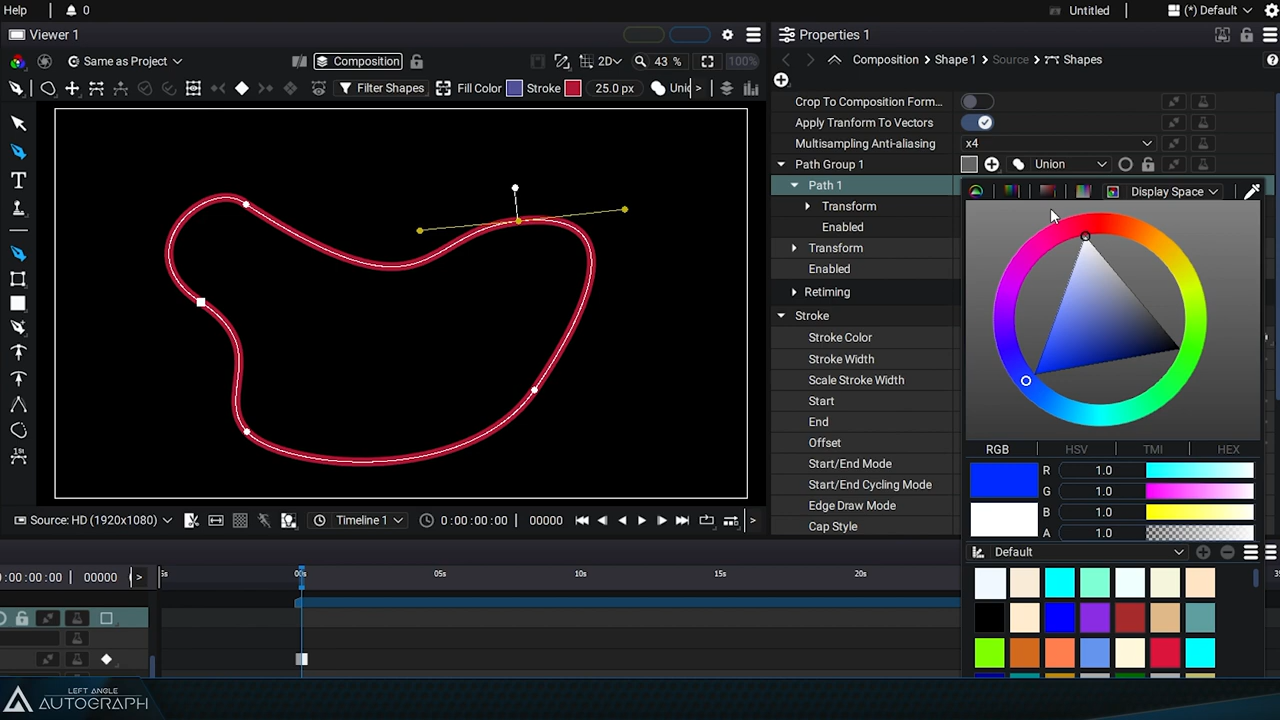 Help 0 Untitled (*) Default
Viewer 1 Properties 1
Same as Project Composition 2D 43 % 100% Composition Shape 1 Source Shapes
Filter Shapes Fill Color Stroke 25.0 px >
Crop To Composition Form...
Apply Tranform To Vectors
Multisampling Anti-aliasing x4
Path Group 1 Union
Path 1 Display Space
Transform
Enabled
Transform
Enabled
Retiming
Stroke
Stroke Color
Stroke Width
Scale Stroke Width
Start
End
Offset
Start/End Mode
Start/End Cycling Mode
Edge Draw Mode
Cap Style
RGB HSV TMI HEX
R 1.0
G 1.0
B 1.0
A 1.0
Source: HD (1920x1080) Timeline 1 0:00:00:00 00000 >
Default
0:00:00:00 00000 > 00s 05s 10s 15s 20s
1St
LEFT ANGLE
AUTOGRAPH